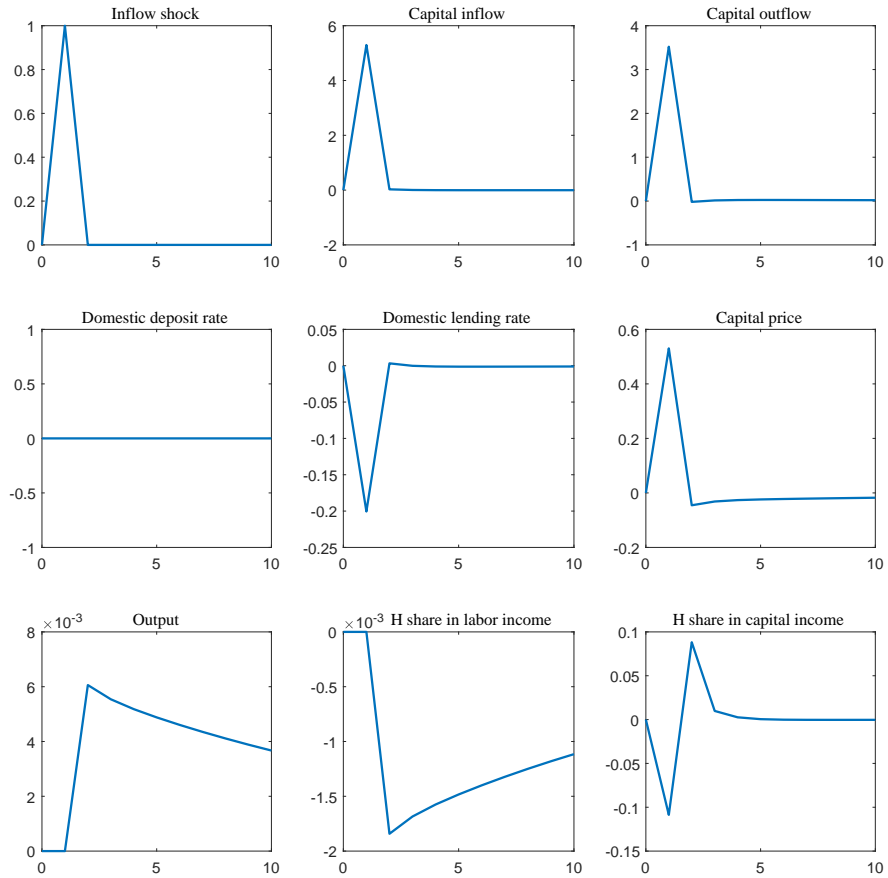 Inflow shock
1
0.8
0.6
0.4
0.2
0
0 5 10
Capital inflow
6
4
2
0
-2
0 5 10
Capital outflow
4
3
2
1
0
-1
0 5 10
Domestic deposit rate
1
0.5
0
-0.5
-1
0 5 10
Domestic lending rate
0.05
0
-0.05
-0.1
-0.15
-0.2
-0.25
0 5 10
Capital price
0.6
0.4
0.2
0
-0.2
0 5 10
Output
×10⁻³
8
6
4
2
0
0 5 10
H share in labor income
×10⁻³
0
-0.5
-1
-1.5
-2
0 5 10
H share in capital income
0.1
0.05
0
-0.05
-0.1
-0.15
0 5 10